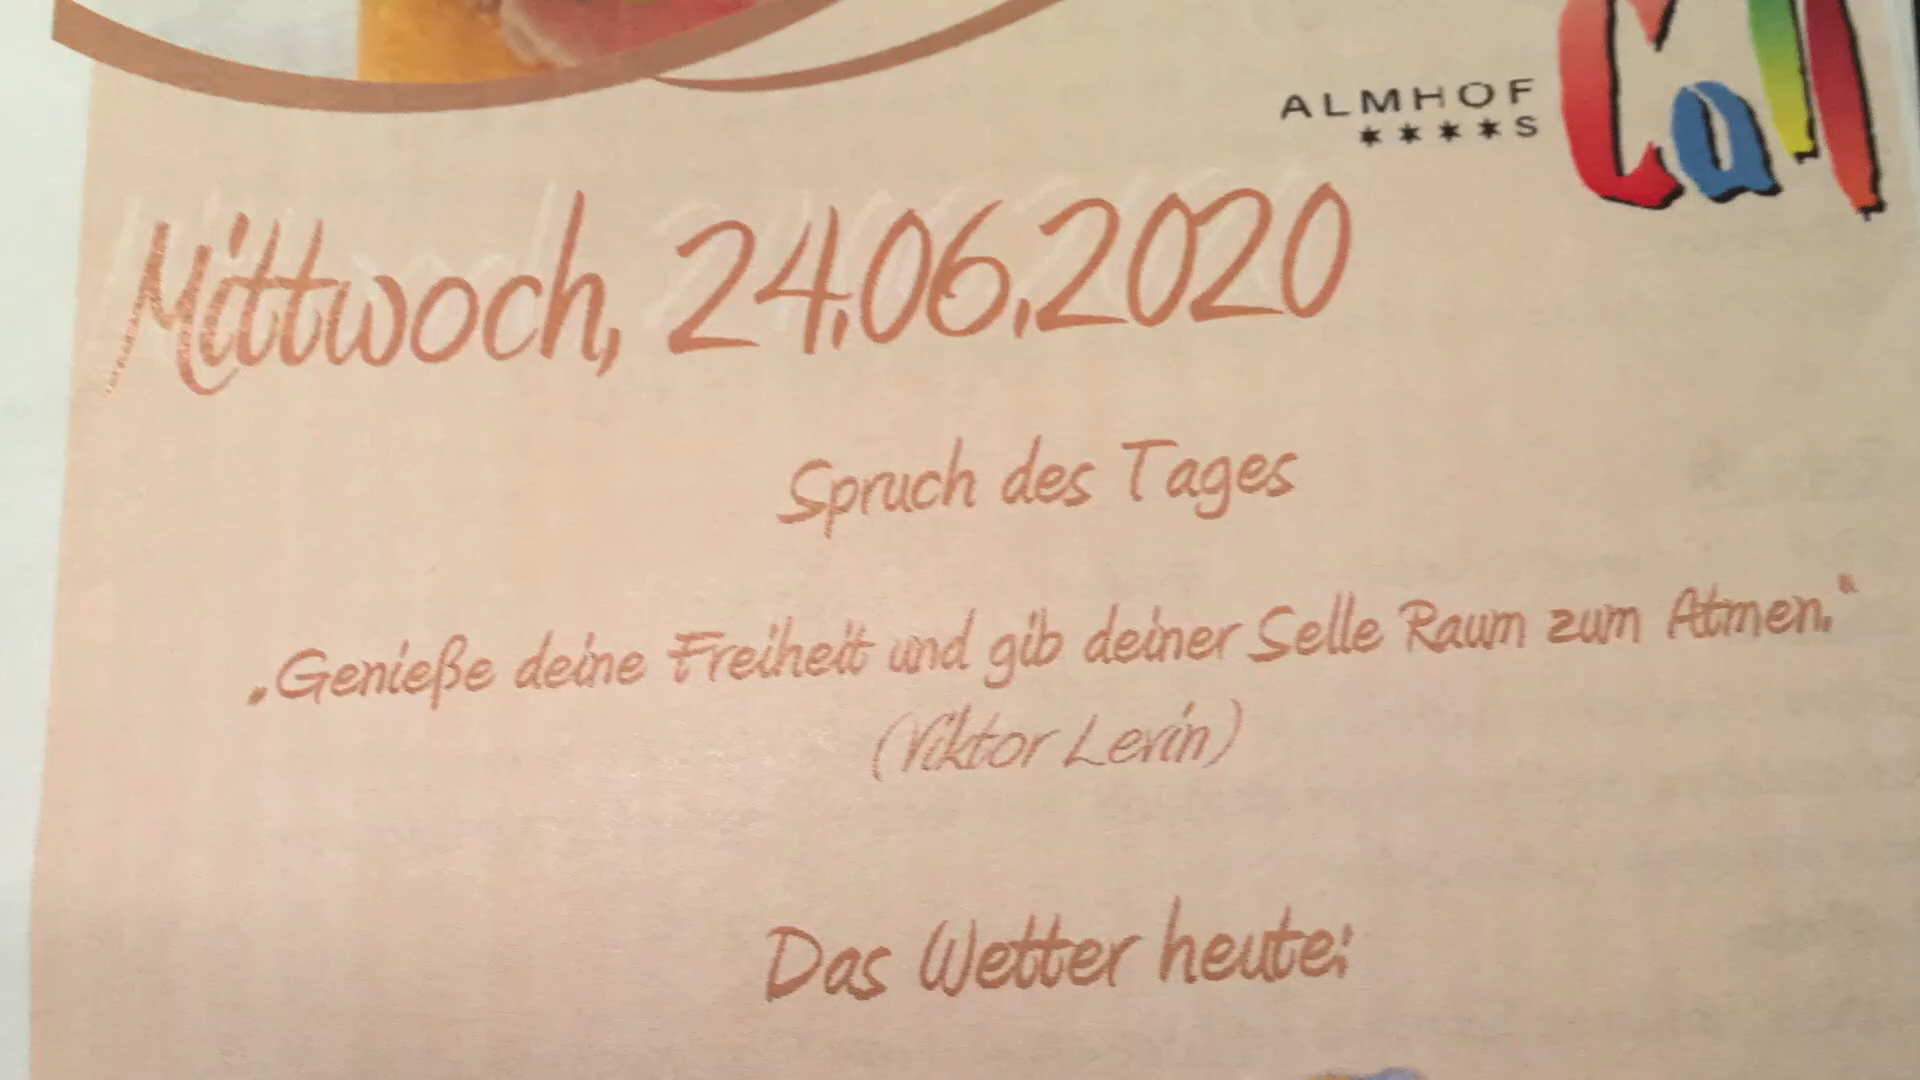 ALMHOF
****S
Call
Mittwoch, 24.06.2020
Spruch des Tages
„Genieße deine Freiheit und gib deiner Selle Raum zum Atmen.“
(Viktor Levin)
Das Wetter heute: